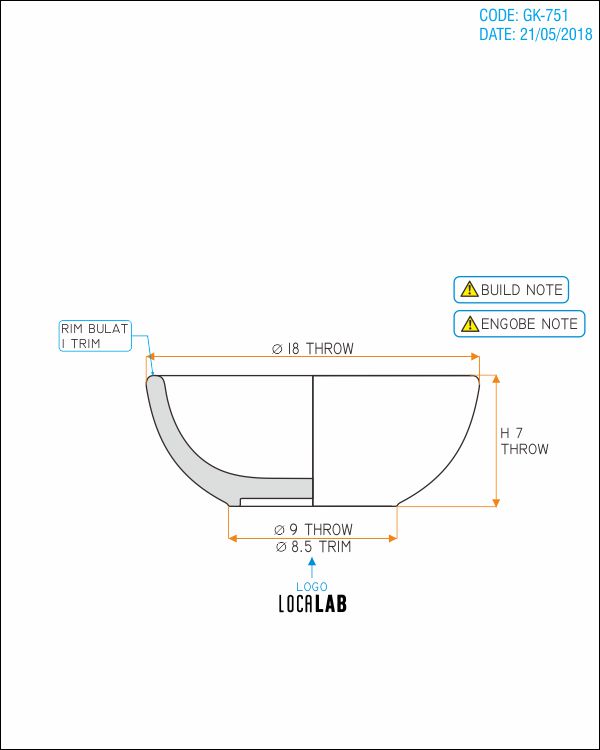 CODE: GK-751
DATE: 21/05/2018
BUILD NOTE
ENGOBE NOTE
RIM BULAT
1 TRIM
Ø 18 THROW
H 7
THROW
Ø 9 THROW
Ø 8.5 TRIM
LOGO
LOCALAB